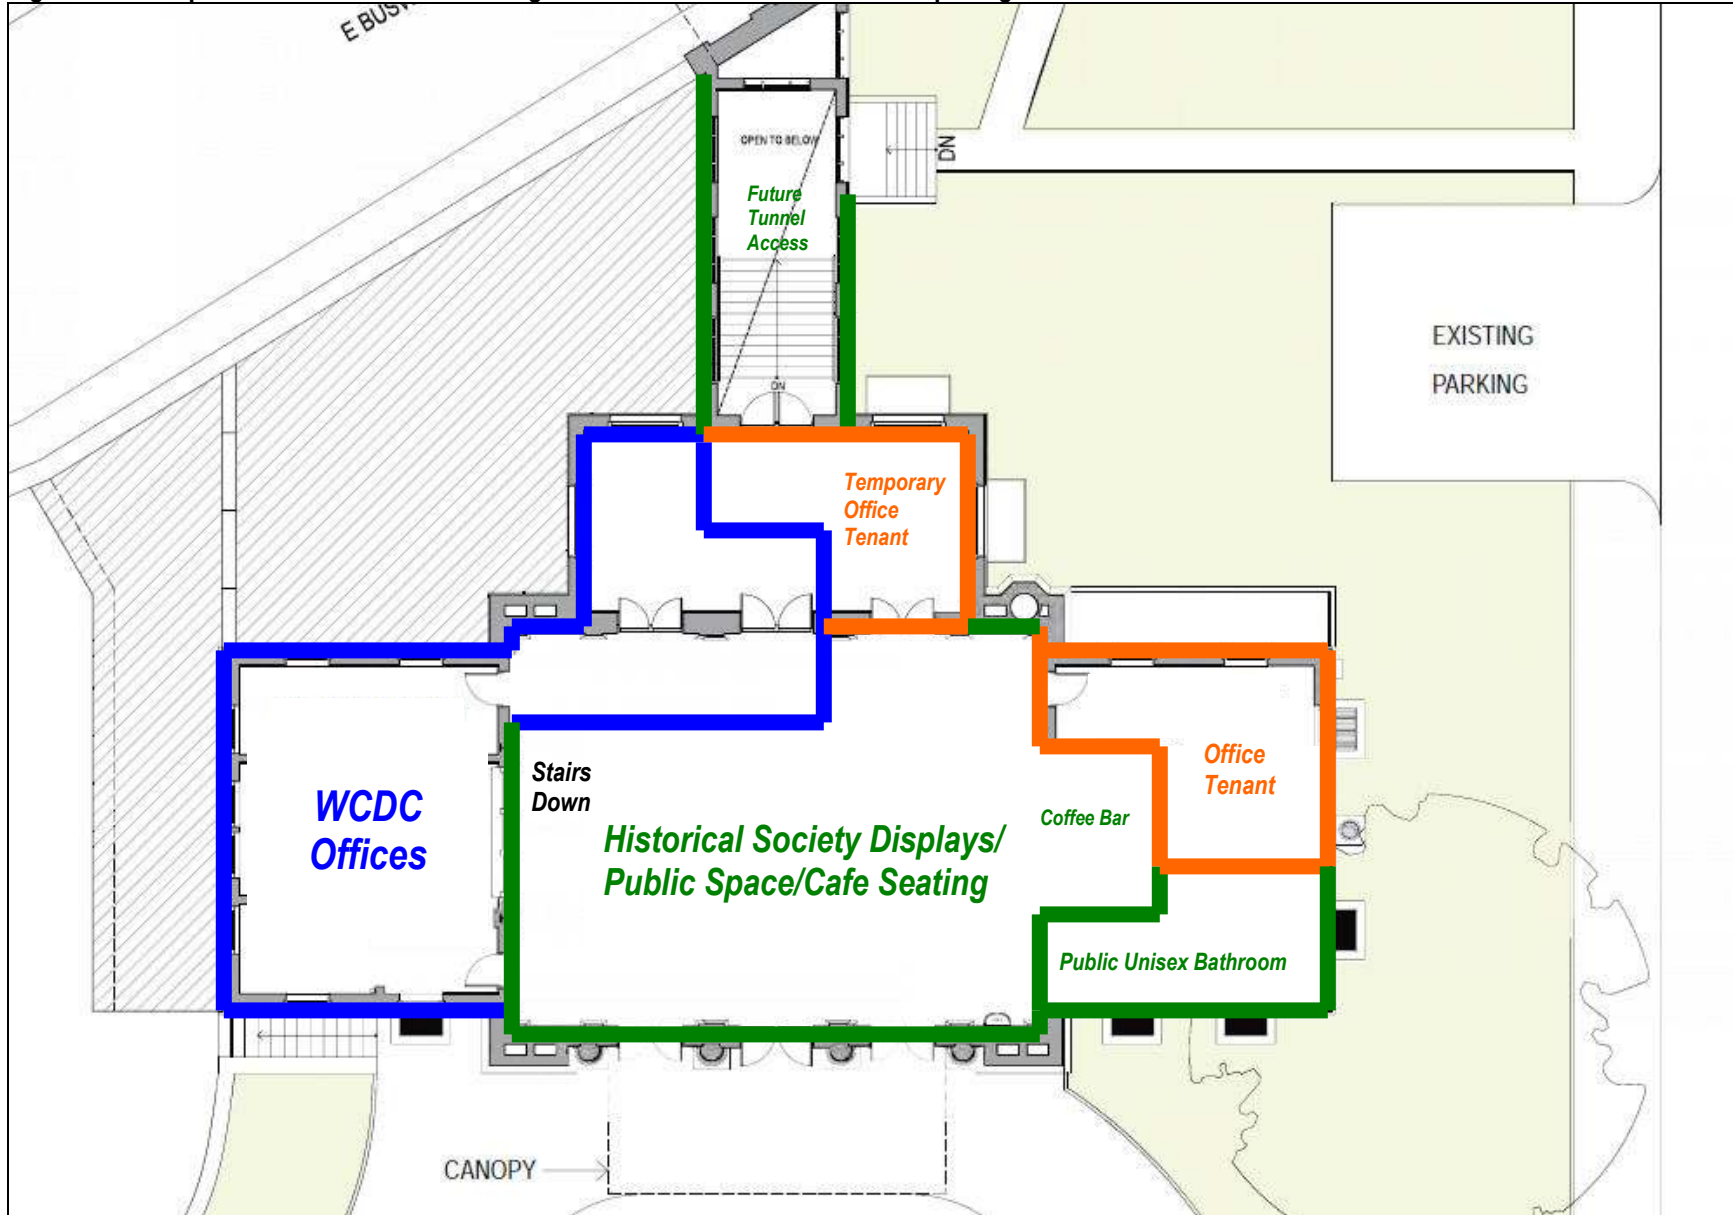 E BUSW
OPEN TO BELOW
DN
Future
Tunnel
Access
DN
EXISTING
PARKING
Temporary
Office
Tenant
Stairs
Down
WCDC
Offices
Historical Society Displays/
Public Space/Cafe Seating
Coffee Bar
Office
Tenant
Public Unisex Bathroom
CANOPY